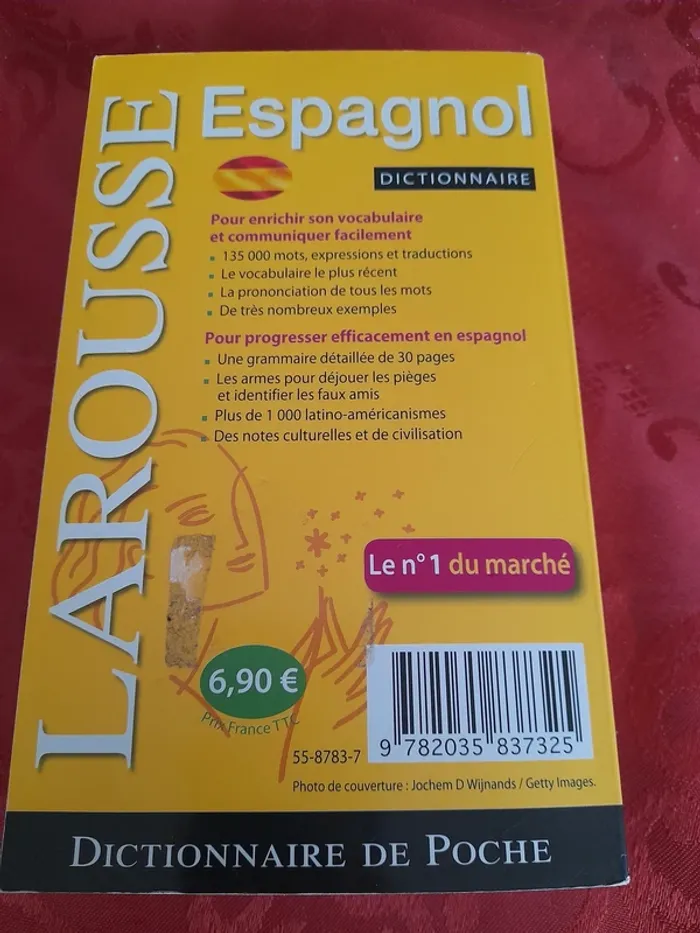 LAROUSSE
Espagnol
DICTIONNAIRE
Pour enrichir son vocabulaire
et communiquer facilement
135 000 mots, expressions et traductions
Le vocabulaire le plus récent
La prononciation de tous les mots
De très nombreux exemples
Pour progresser efficacement en espagnol
Une grammaire détaillée de 30 pages
Les armes pour déjouer les pièges
et identifier les faux amis
Plus de 1 000 latino-américanismes
Des notes culturelles et de civilisation
Le n° 1 du marché
6,90 €
Prix France TTC
55-8783-7
9 782035 837325
Photo de couverture : Jochem D Wijnands / Getty Images.
DICTIONNAIRE DE POCHE